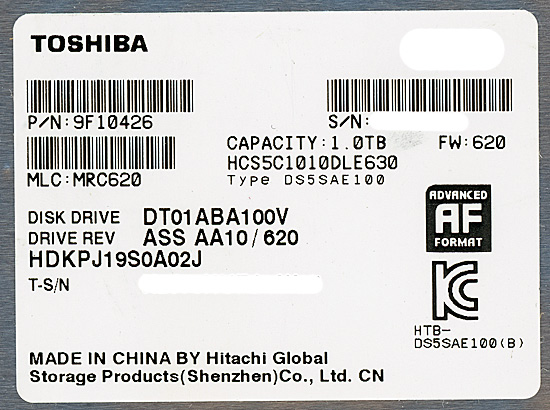 TOSHIBA
P/N:9F10426
S/N:
CAPACITY:1.0TB FW:620
HCS5C1010DLE630
MLC:MRC620
Type DS5SAE100
DISK DRIVE DT01ABA100V
DRIVE REV ASS AA10/620
HDKPJ19S0A02J
T-S/N
ADVANCED
AF
FORMAT
KC
HTB-
DS5SAE100(B)
MADE IN CHINA BY Hitachi Global
Storage Products(Shenzhen)Co., Ltd. CN